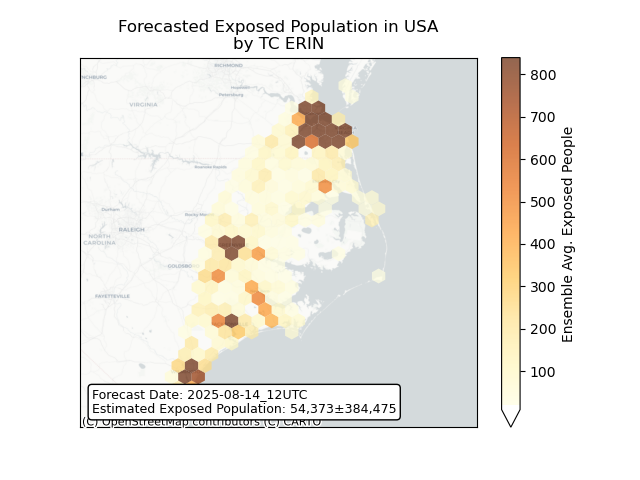 Forecasted Exposed Population in USA
by TC ERIN
RICHMOND
VIRGINIA
Petersburg
RALEIGH
NORTH
CAROLINA
GOLDSBORO
FAYETTEVILLE
800
700
600
500
400
300
200
100
Ensemble Avg. Exposed People
Forecast Date: 2025-08-14_12UTC
Estimated Exposed Population: 54,373±384,475
(C) OpenStreetMap contributors (C) CARTO